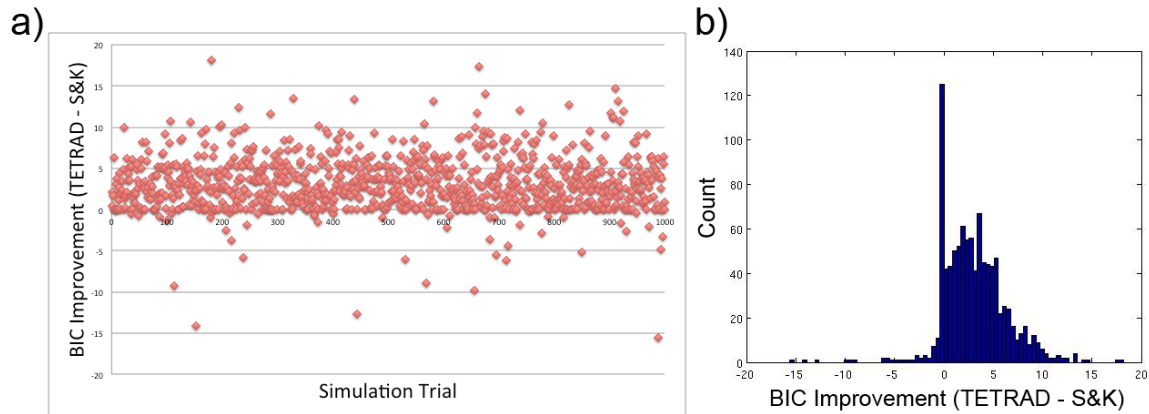 a)
BIC Improvement (TETRAD - S&K)
20
15
10
5
0
-5
-10
-15
-20
0 100 200 300 400 500 600 700 800 900 1000
Simulation Trial
b)
Count
140
120
100
80
60
40
20
0
-20 -15 -10 -5 0 5 10 15 20
BIC Improvement (TETRAD - S&K)